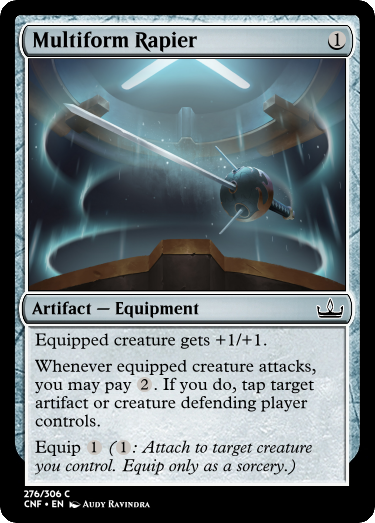 Multiform Rapier 1
Artifact — Equipment
Equipped creature gets +1/+1.
Whenever equipped creature attacks,
you may pay 2. If you do, tap target
artifact or creature defending player
controls.
Equip 1 (1: Attach to target creature
you control. Equip only as a sorcery.)
276/306 C
CNF • EN Audy Ravindra